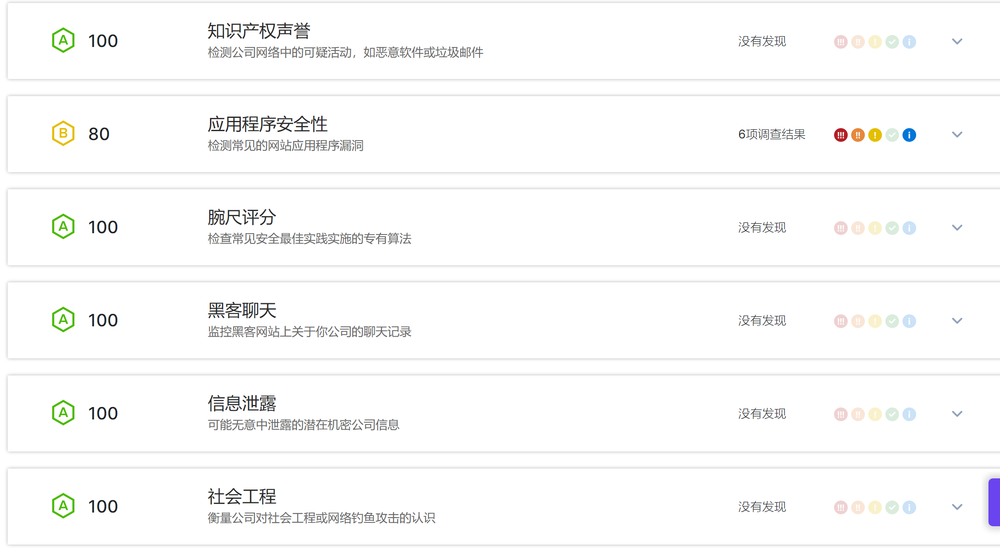 A 100 知识产权声誉 没有发现
检测公司网络中的可疑活动，如恶意软件或垃圾邮件
B 80 应用程序安全性 6项调查结果
检测常见的网站应用程序漏洞
A 100 腕尺评分 没有发现
检查常见安全最佳实践实施的专有算法
A 100 黑客聊天 没有发现
监控黑客网站上关于你公司的聊天记录
A 100 信息泄露 没有发现
可能无意中泄露的潜在机密公司信息
A 100 社会工程 没有发现
衡量公司对社会工程或网络钓鱼攻击的认识